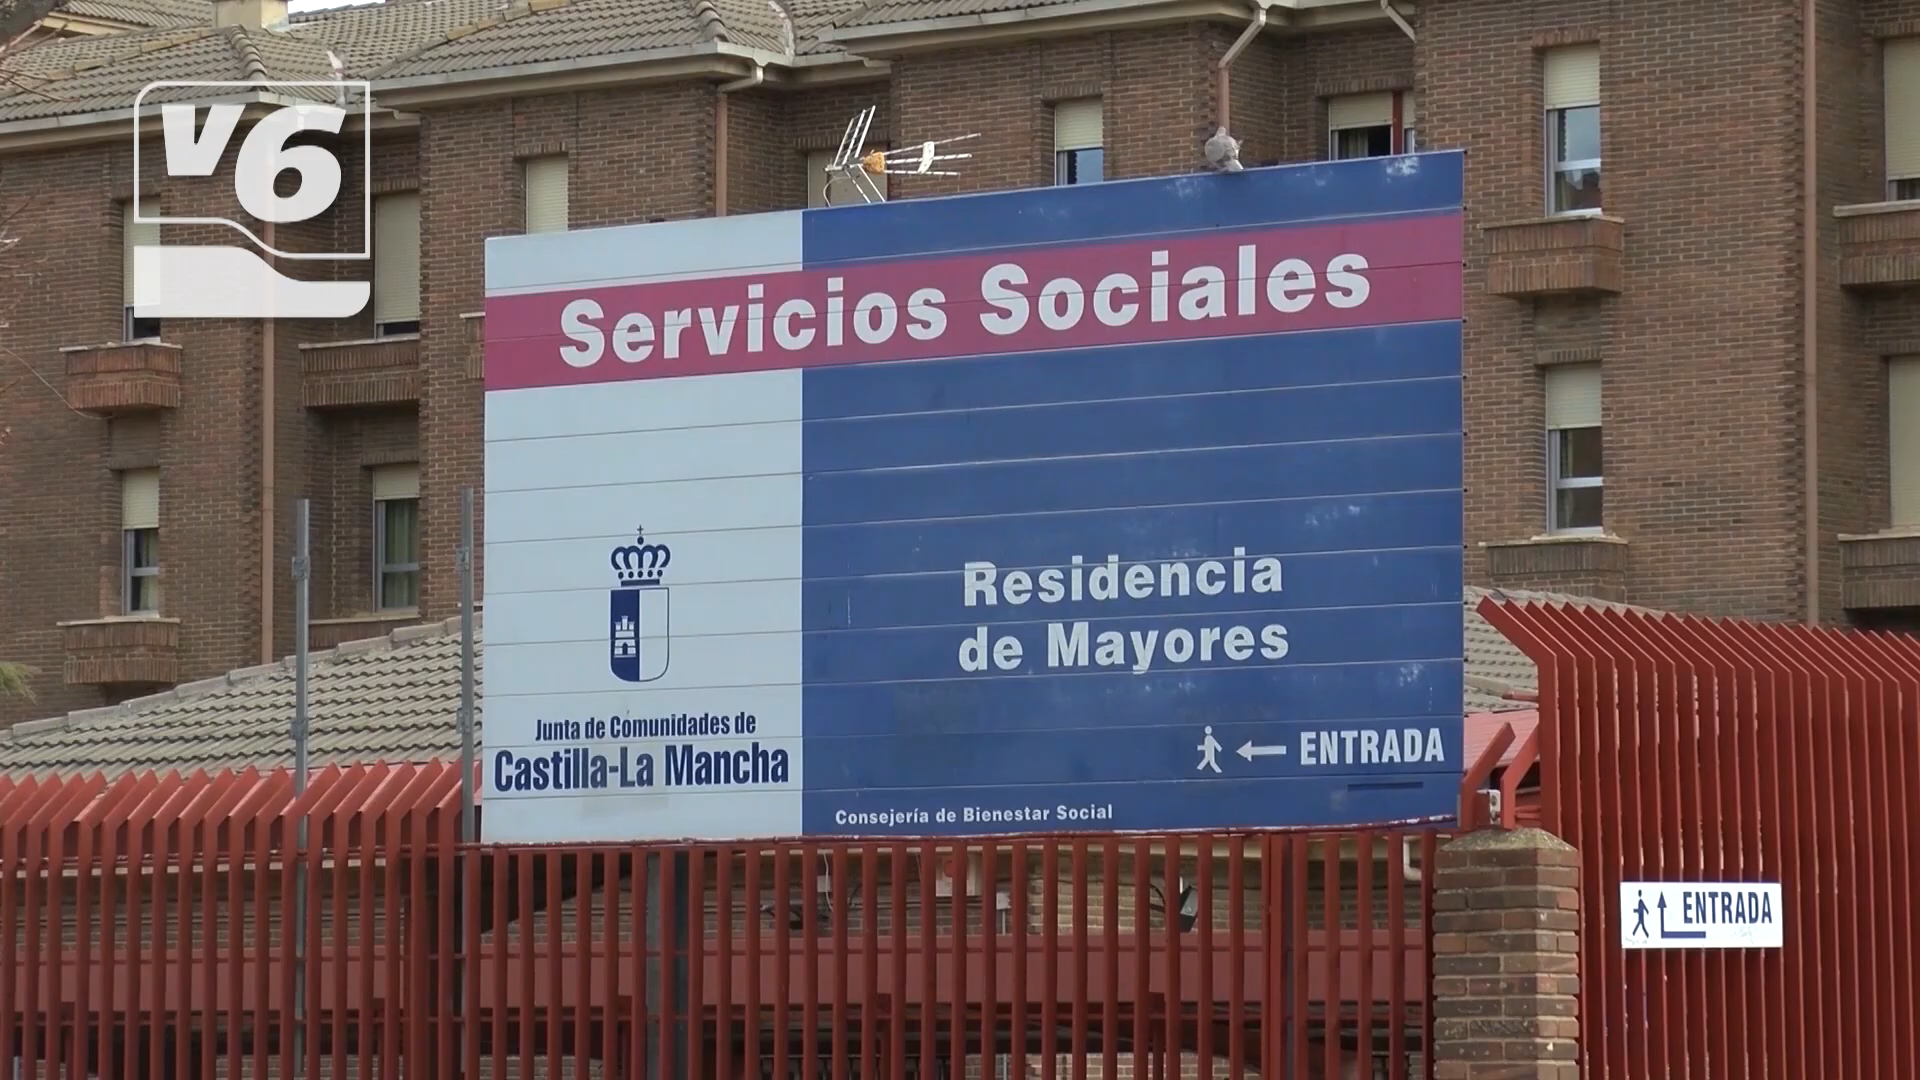 v6
Servicios Sociales
Residencia
de Mayores
Junta de Comunidades de
Castilla-La Mancha
ENTRADA
Consejería de Bienestar Social
ENTRADA